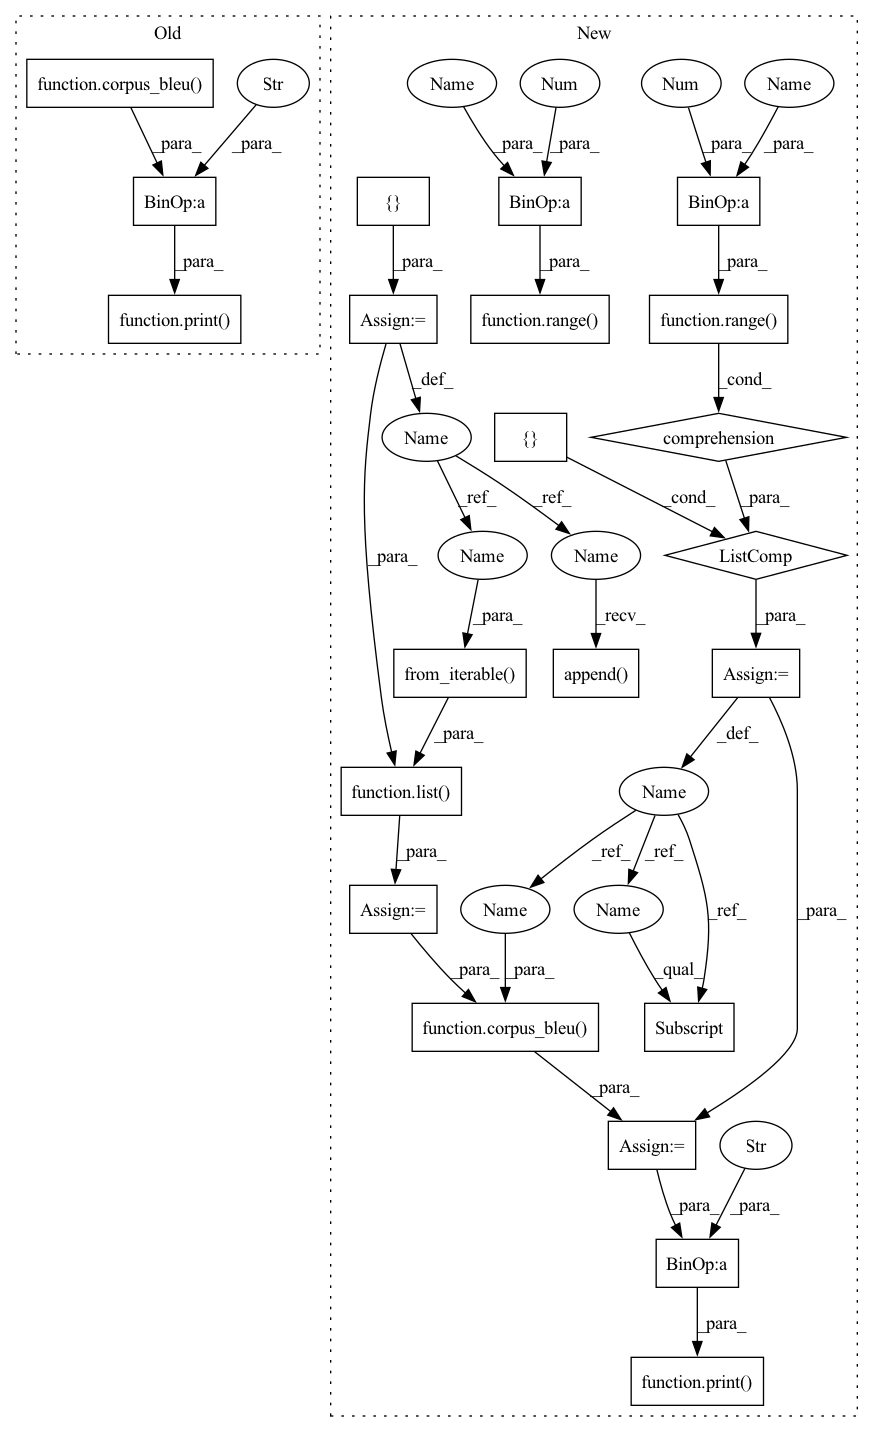 Old
New
function.corpus_bleu()
Str
Name
Num
Num
Name
_para_
_para_
_para_
_para_
_para_
_para_
BinOp:a
{}
BinOp:a
BinOp:a
_para_
_para_
_para_
_para_
function.print()
Assign:=
function.range()
function.range()
_def_
_cond_
Name
{}
comprehension
_ref_
_ref_
_cond_
_para_
_para_
Name
Name
ListComp
_para_
_recv_
_para_
from_iterable()
append()
Assign:=
_para_
_def_
function.list()
Name
_para_
_ref_
_ref_
Assign:=
Name
Name
_ref_
_para_
_para_
_para_
_qual_
function.corpus_bleu()
Subscript
_para_
Assign:=
Str
_para_
_para_
BinOp:a
_para_
function.print()